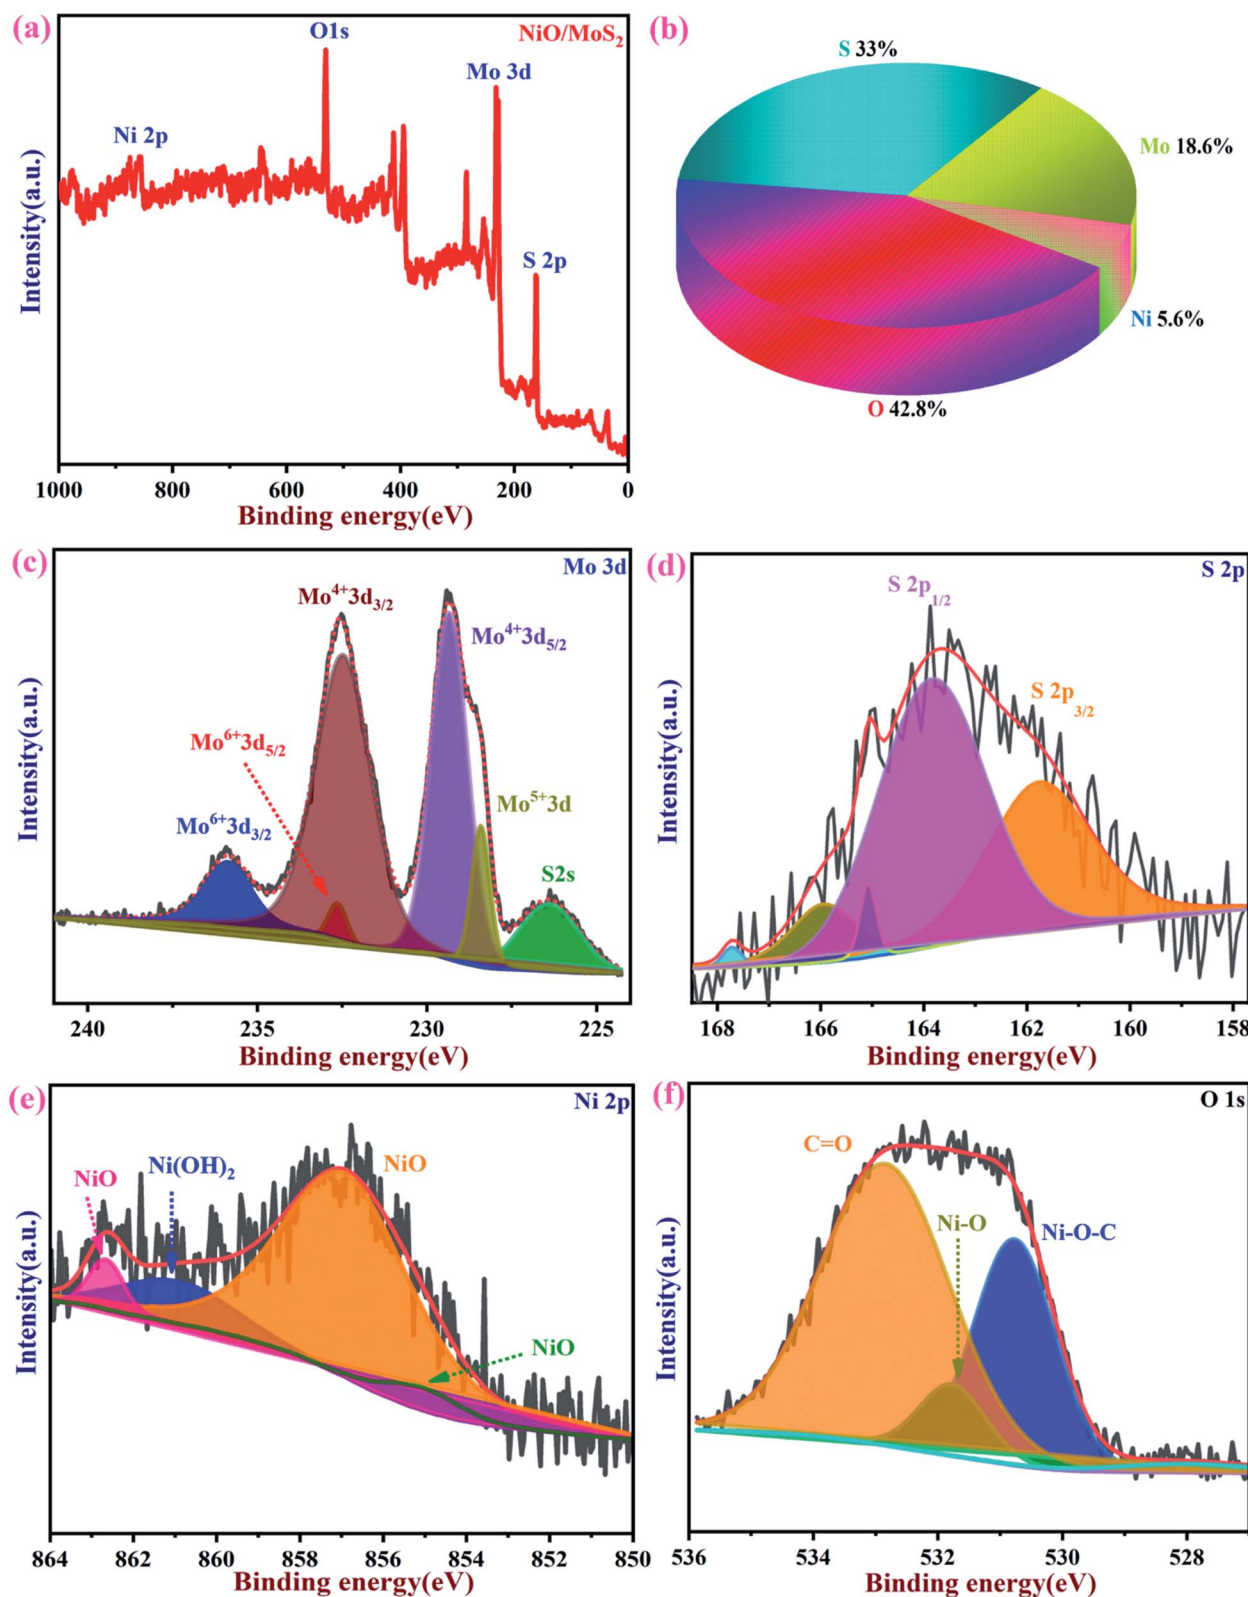 (a)
NiO/MoS₂
O1s
Mo 3d
Ni 2p
S 2p
Intensity(a.u.)
1000 800 600 400 200 0
Binding energy(eV)
(b)
S 33%
Mo 18.6%
Ni 5.6%
O 42.8%
(c)
Mo 3d
Mo⁴⁺3d₃/₂
Mo⁴⁺3d₅/₂
Mo⁶⁺3d₅/₂
Mo⁵⁺3d
Mo⁶⁺3d₃/₂
S2s
Intensity(a.u.)
240 235 230 225
Binding energy(eV)
(d)
S 2p
S 2p₁/₂
S 2p₃/₂
Intensity(a.u.)
168 166 164 162 160 158
Binding energy(eV)
(e)
Ni 2p
NiO
Ni(OH)₂
NiO
NiO
Intensity(a.u.)
864 862 860 858 856 854 852 850
Binding energy(eV)
(f)
O 1s
C=O
Ni-O
Ni-O-C
Intensity(a.u.)
536 534 532 530 528
Binding energy(eV)